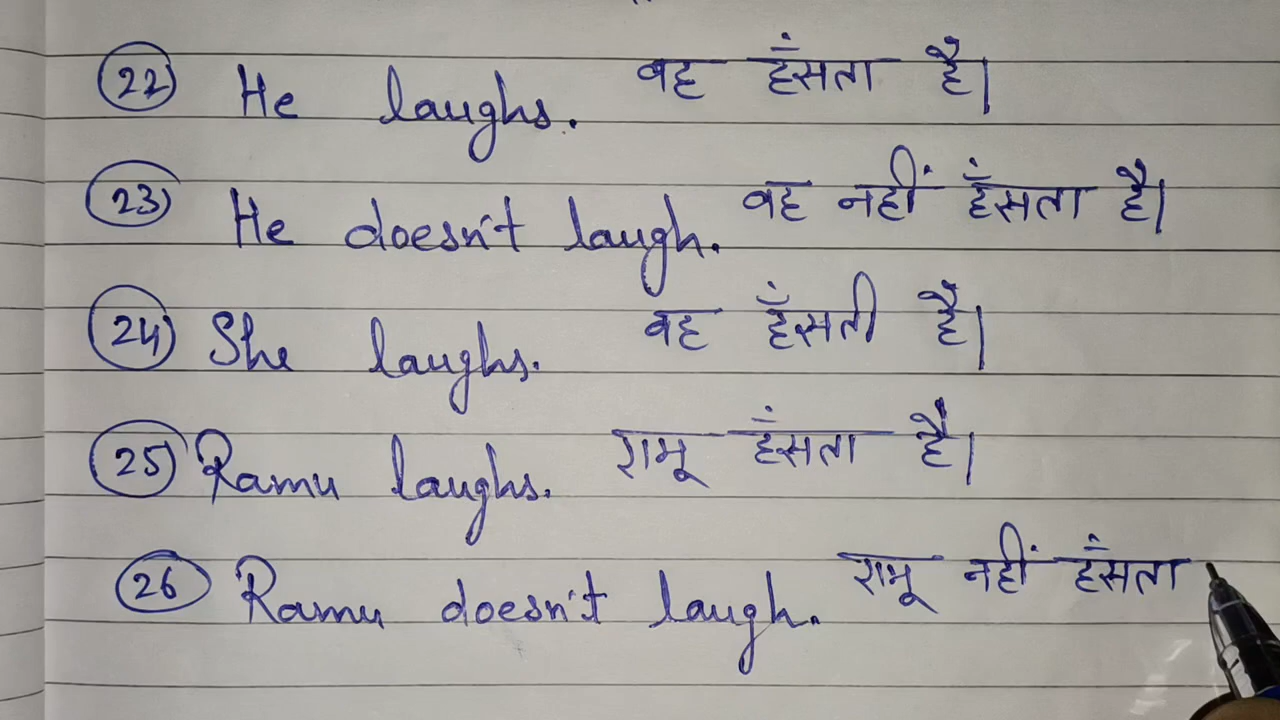 22 He laughs. वह हँसता है।
23 He doesn't laugh. वह नहीं हँसता है।
24 She laughs. वह हँसती है।
25 Ramu laughs. रामू हँसता है।
26 Ramu doesn't laugh. रामू नहीं हँसता